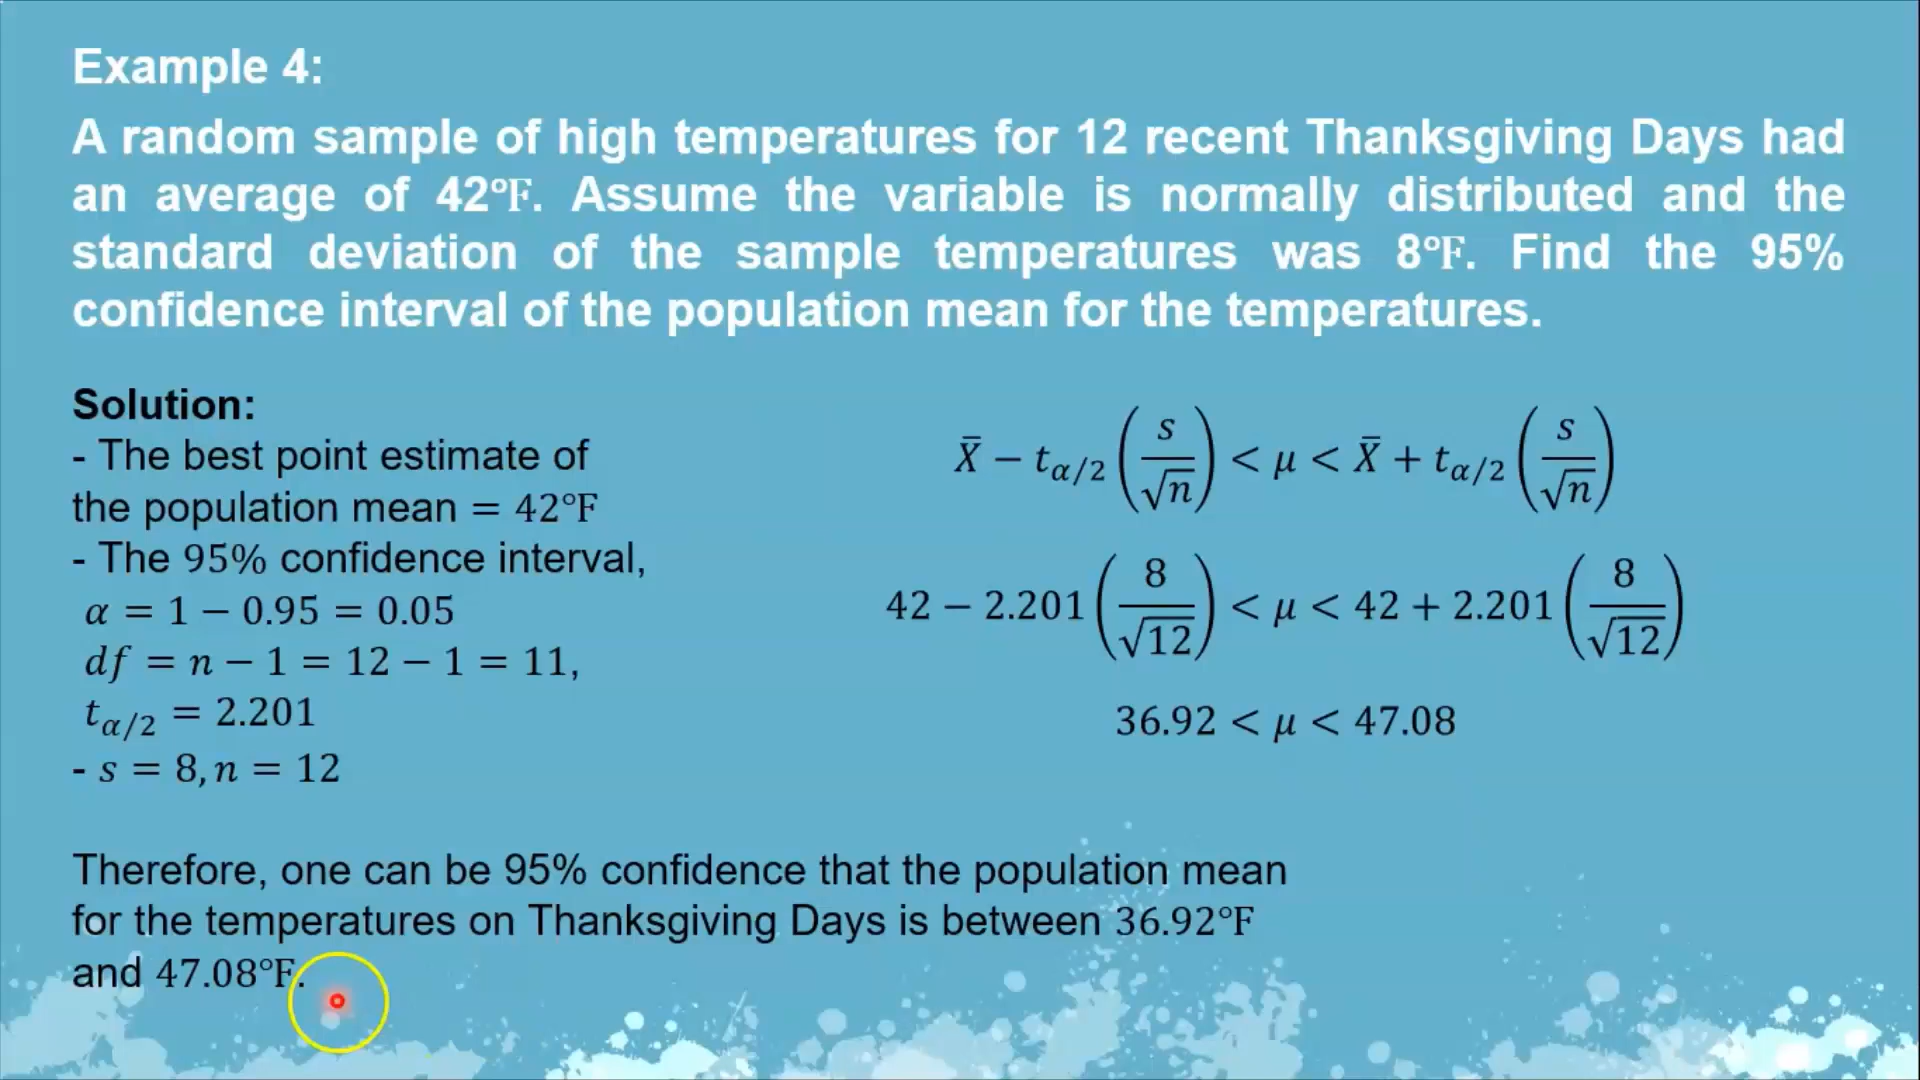 Example 4:
A random sample of high temperatures for 12 recent Thanksgiving Days had
an average of 42°F. Assume the variable is normally distributed and the
standard deviation of the sample temperatures was 8°F. Find the 95%
confidence interval of the population mean for the temperatures.
Solution:
- The best point estimate of
the population mean = 42°F
- The 95% confidence interval,
α = 1 − 0.95 = 0.05
df = n − 1 = 12 − 1 = 11,
t_{α/2} = 2.201
- s = 8, n = 12
X̄ − t_{α/2} (s/√n) < μ < X̄ + t_{α/2} (s/√n)
42 − 2.201 (8/√12) < μ < 42 + 2.201 (8/√12)
36.92 < μ < 47.08
Therefore, one can be 95% confidence that the population mean
for the temperatures on Thanksgiving Days is between 36.92°F
and 47.08°F.